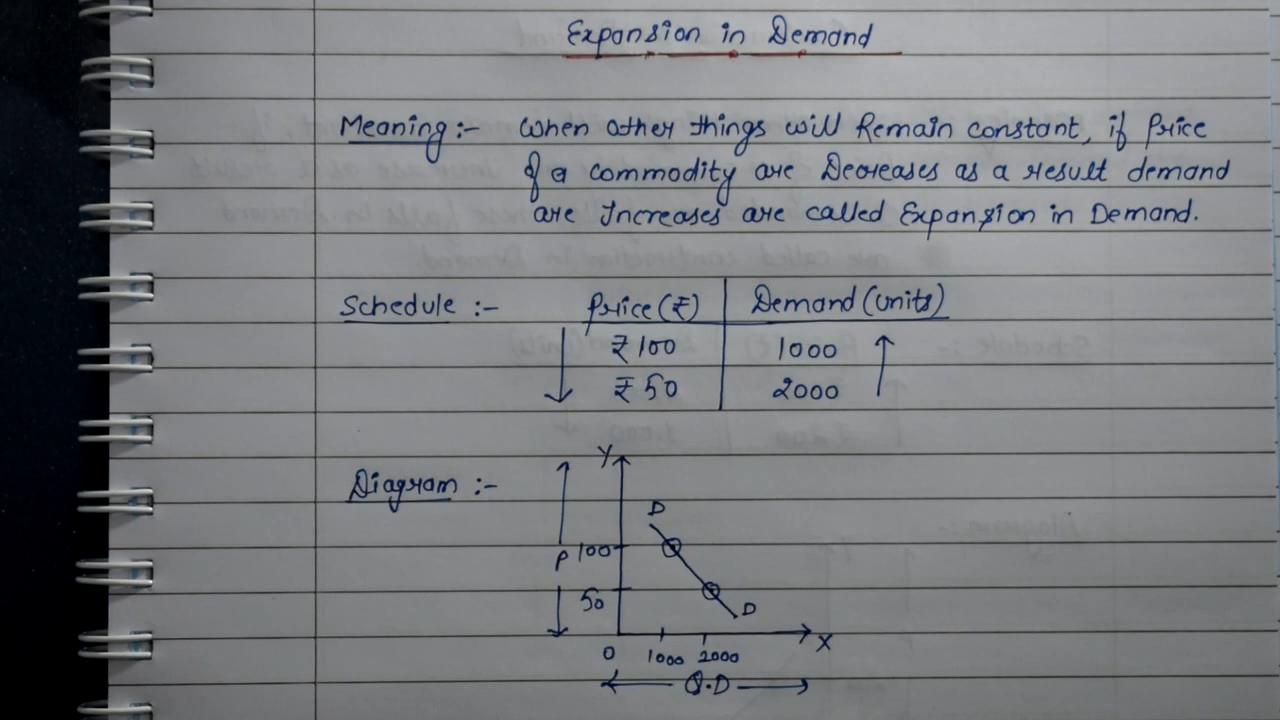 Expansion in Demand
Meaning :- When other things will Remain constant, if Price
of a commodity are Decreases as a result demand
are Increases are called Expansion in Demand.
Schedule :- Price (₹) Demand (units)
₹ 100 1000
₹ 50 2000
Diagram :- Y
D
P 100
50 D
O 1000 2000 X
Q.D